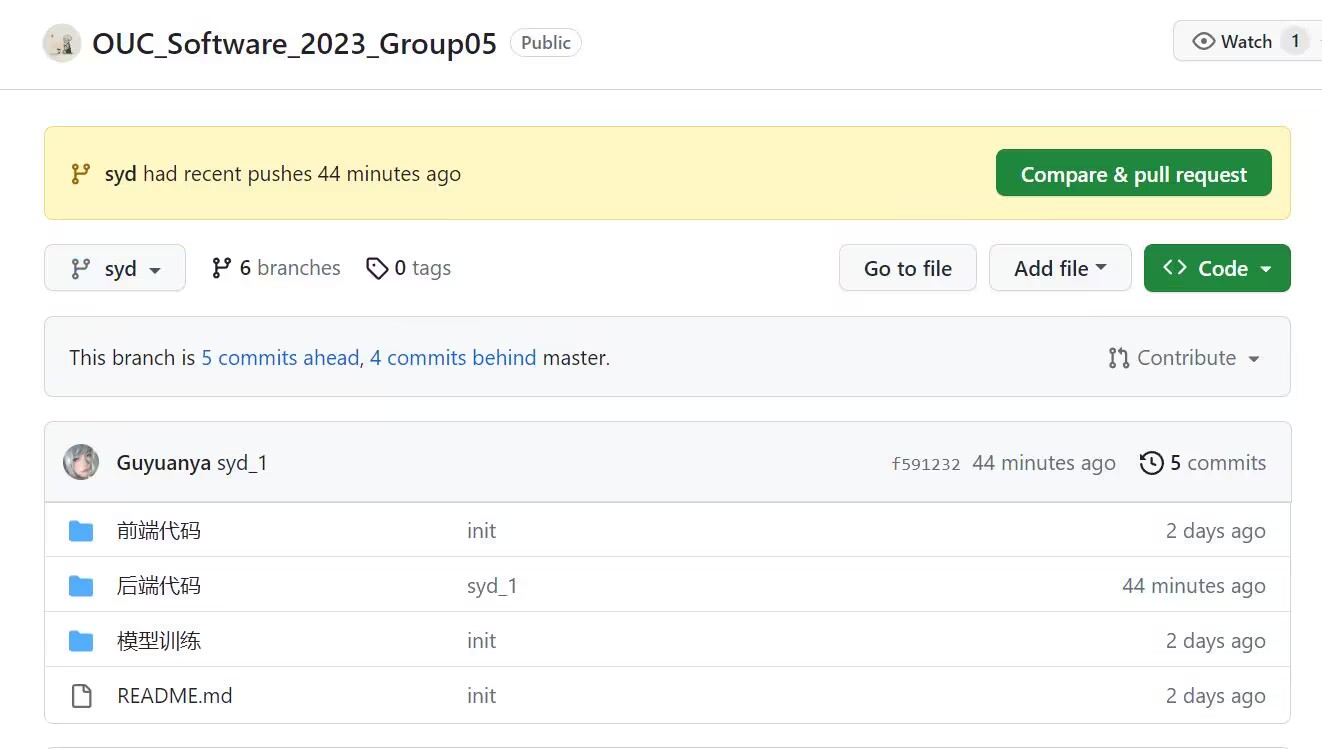 OUC_Software_2023_Group05 Public Watch 1
syd had recent pushes 44 minutes ago Compare & pull request
syd 6 branches 0 tags Go to file Add file <> Code
This branch is 5 commits ahead, 4 commits behind master. Contribute
Guyuanya syd_1 f591232 44 minutes ago 5 commits
前端代码 init 2 days ago
后端代码 syd_1 44 minutes ago
模型训练 init 2 days ago
README.md init 2 days ago